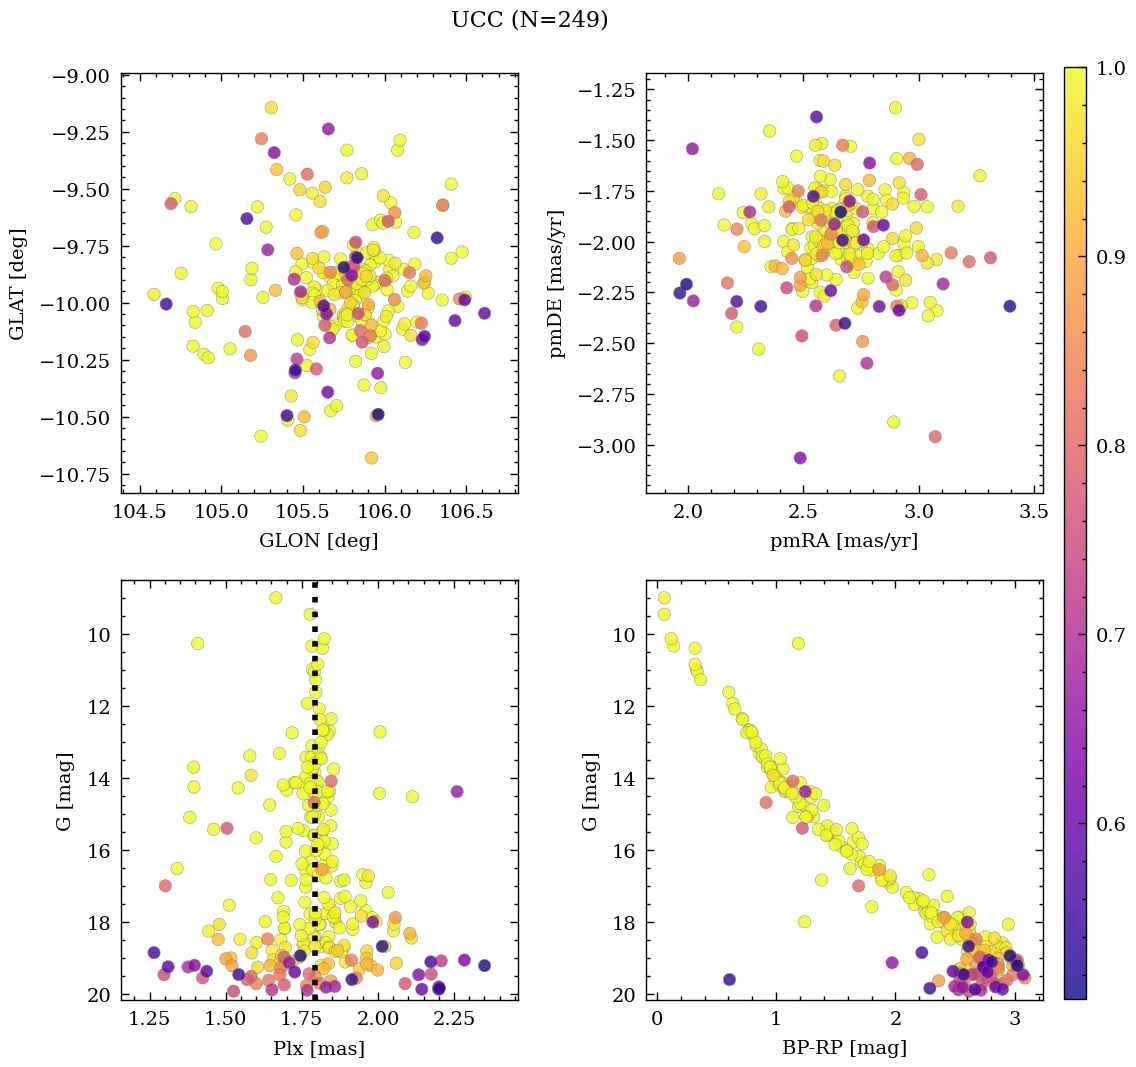 UCC (N=249)
−9.00
−9.25
−9.50
−9.75
−10.00
−10.25
−10.50
−10.75
GLAT [deg]
104.5 105.0 105.5 106.0 106.5
GLON [deg]
−1.25
−1.50
−1.75
−2.00
−2.25
−2.50
−2.75
−3.00
pmDE [mas/yr]
2.0 2.5 3.0 3.5
pmRA [mas/yr]
10
12
14
16
18
20
G [mag]
1.25 1.50 1.75 2.00 2.25
Plx [mas]
10
12
14
16
18
20
G [mag]
0 1 2 3
BP-RP [mag]
1.0
0.9
0.8
0.7
0.6